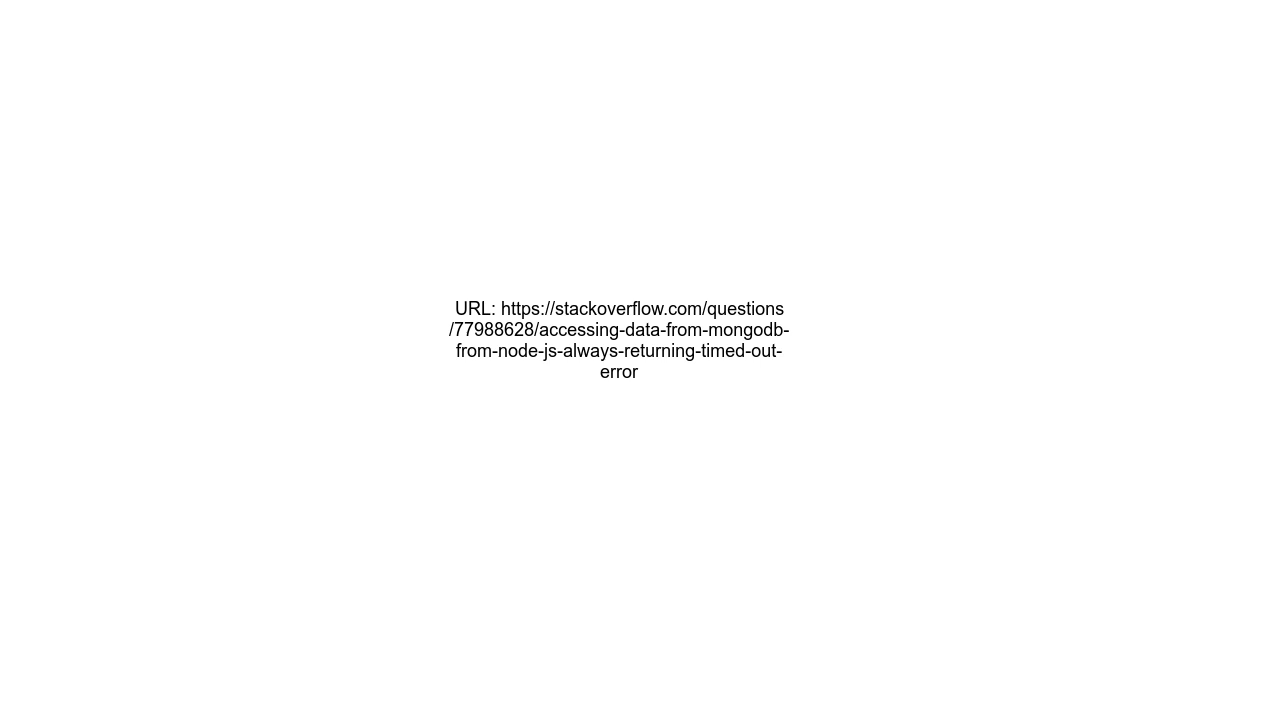 URL: https://stackoverflow.com/questions
/77988628/accessing-data-from-mongodb-
from-node-js-always-returning-timed-out-
error